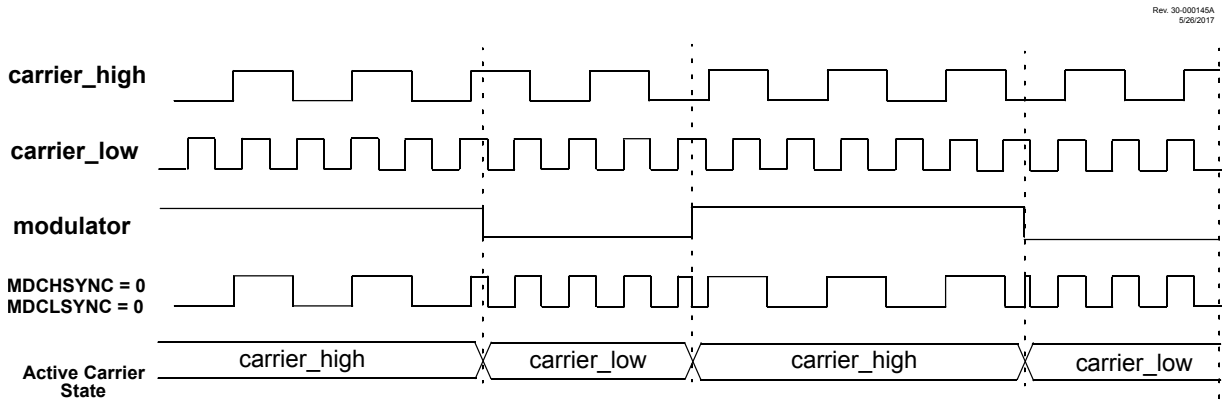 Rev. 30-000145A
5/26/2017
carrier_high
carrier_low
modulator
MDCHSYNC = 0
MDCLSYNC = 0
Active Carrier
State
carrier_high
carrier_low
carrier_high
carrier_low